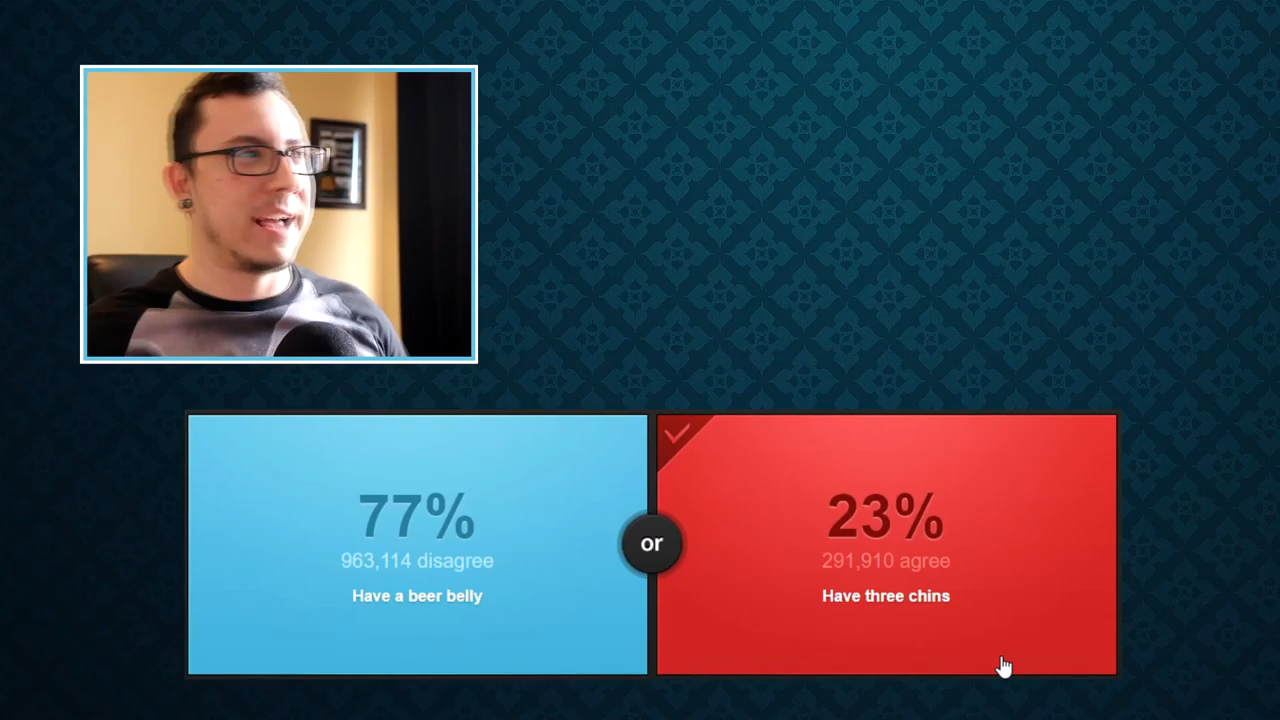 77%
963,114 disagree
Have a beer belly
or
23%
291,910 agree
Have three chins